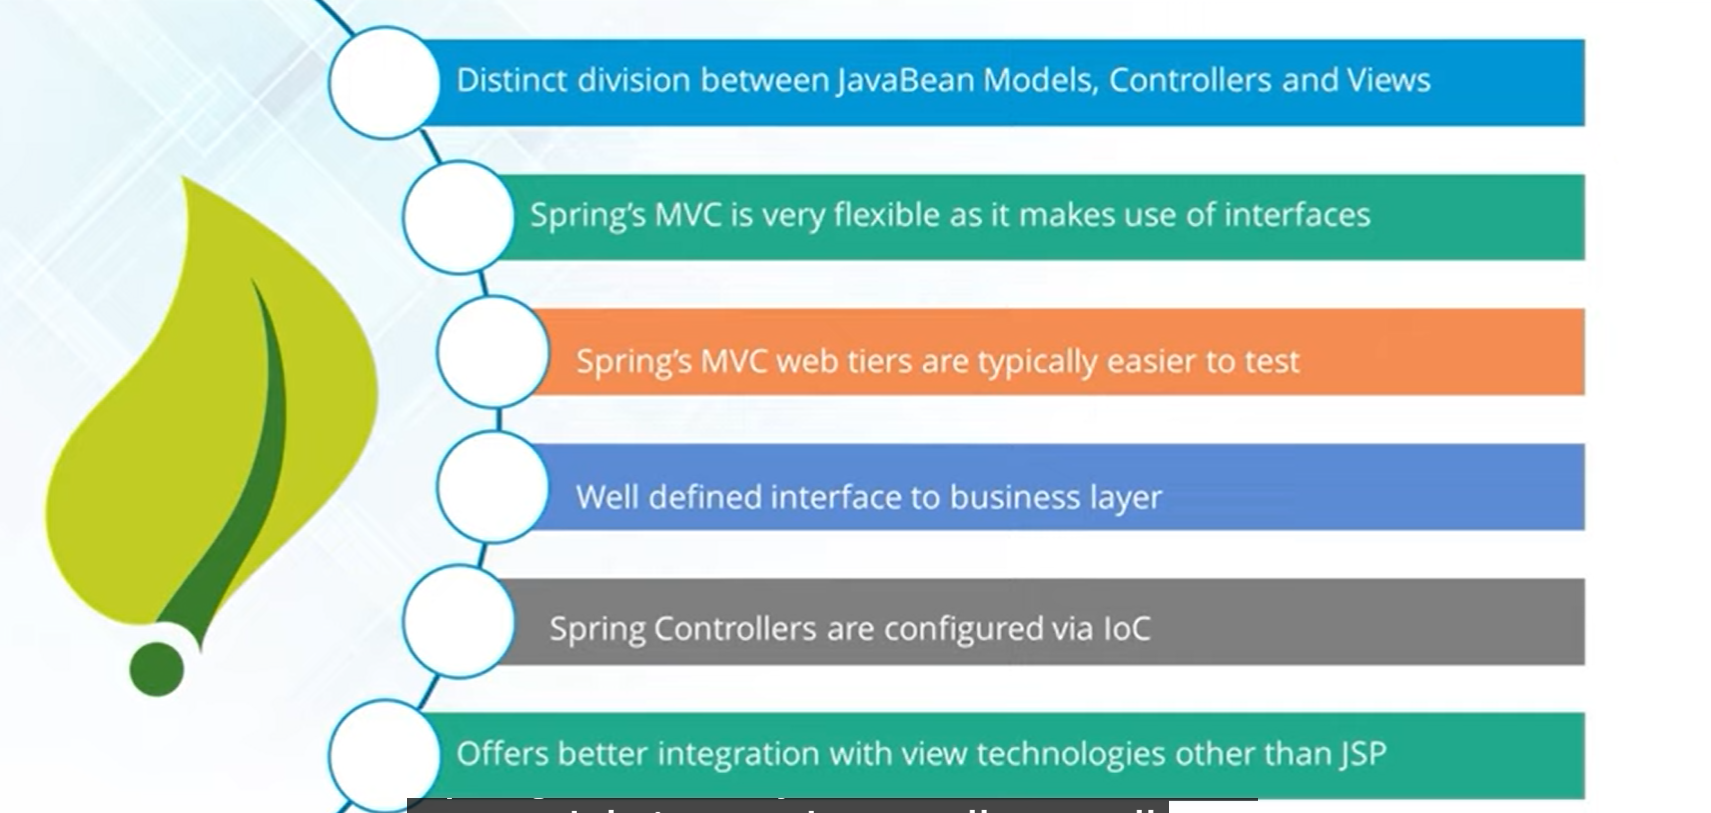 Distinct division between JavaBean Models, Controllers and Views
Spring's MVC is very flexible as it makes use of interfaces
Spring's MVC web tiers are typically easier to test
Well defined interface to business layer
Spring Controllers are configured via IoC
Offers better integration with view technologies other than JSP